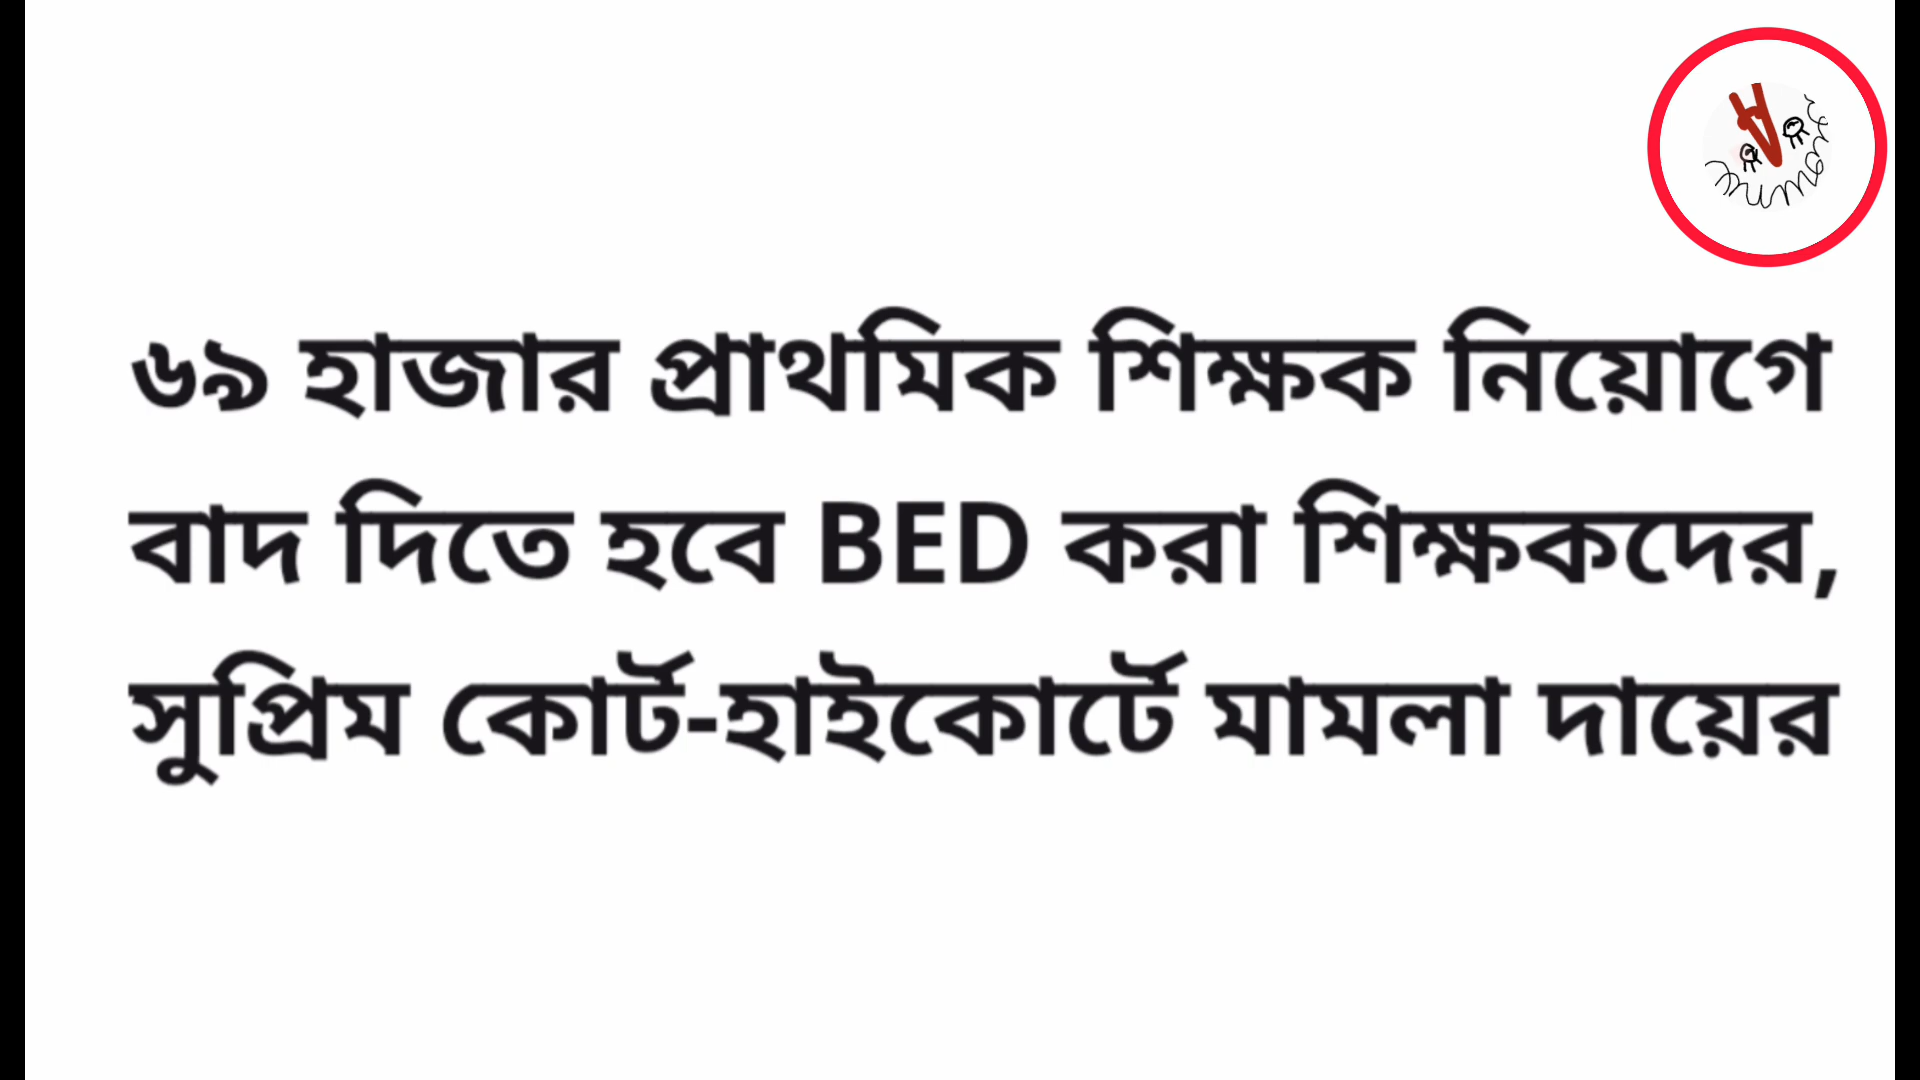 ৬৯ হাজার প্রাথমিক শিক্ষক নিয়োগে
বাদ দিতে হবে BED করা শিক্ষকদের,
সুপ্রিম কোর্ট-হাইকোর্টে মামলা দায়ের